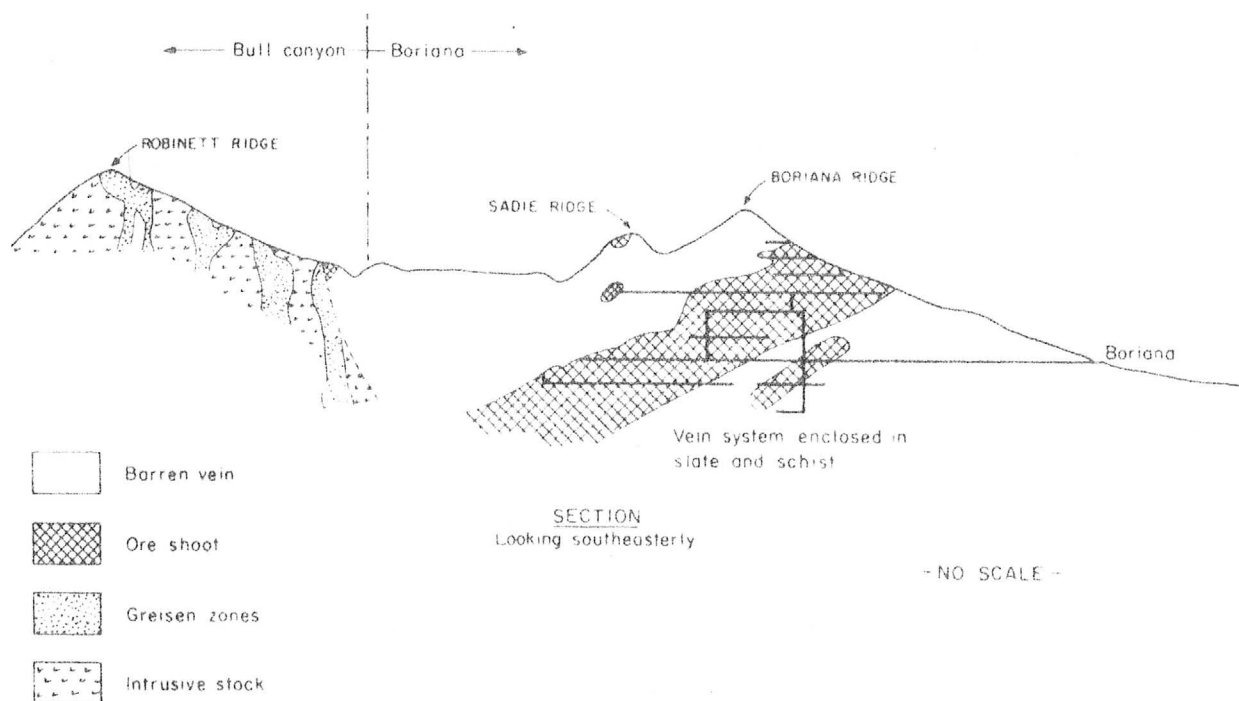 Bull canyon
Boriana
ROBINETT RIDGE
BORIANA RIDGE
SADIE RIDGE
Boriana
Vein system enclosed in
slate and schist
Barren vein
SECTION
Looking southeasterly
Ore shoot
- NO SCALE -
Greisen zones
Intrusive stock